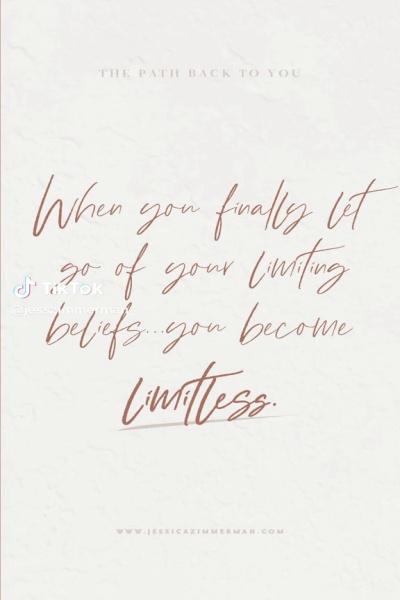 THE PATH BACK TO YOU
When you finally let
go of your limiting
TikTok
@jesszimmerman
beliefs...you become
limitless.
WWW.JESSICAZIMMERMAN.COM